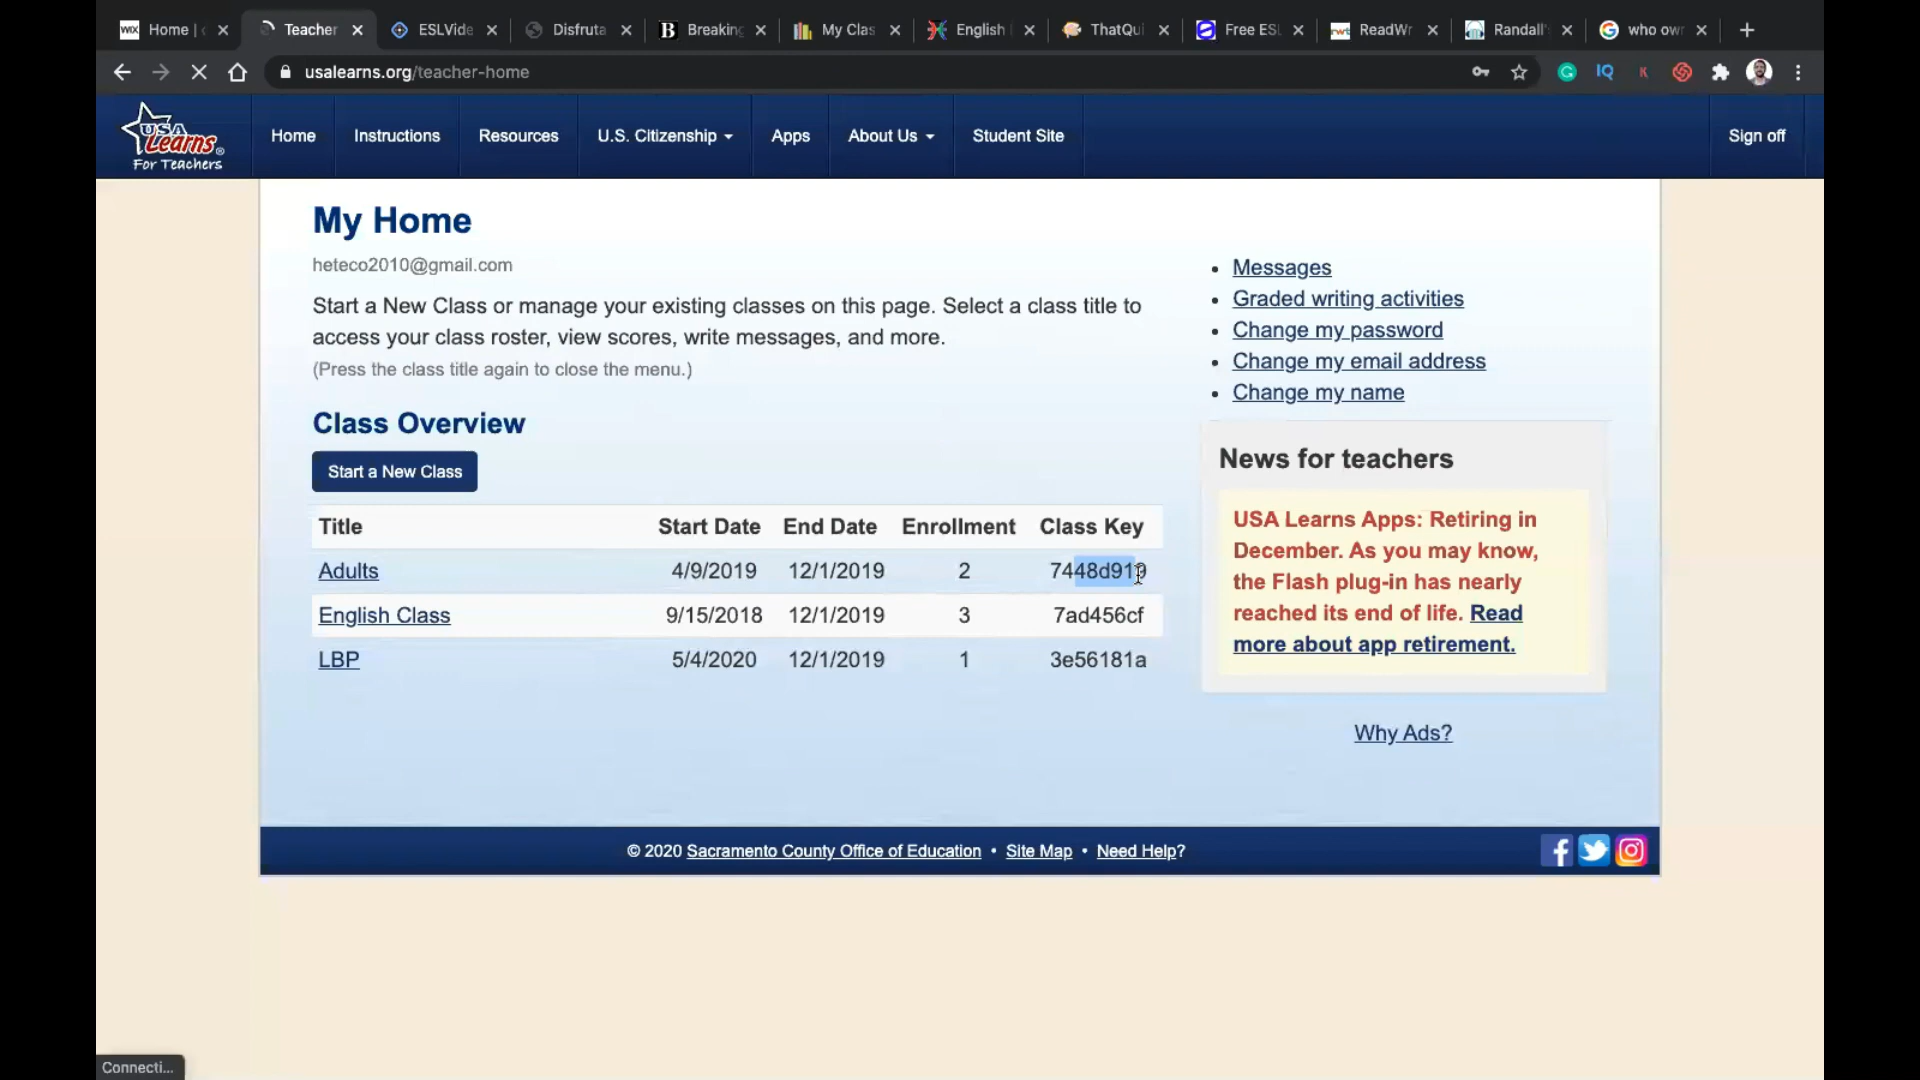 WIX Home | c
Teacher
ESLVide
Disfruta
B Breaking
My Clas
English
ThatQui
Free ESL
rwt ReadWr
Randall'
who owr
usalearns.org/teacher-home
USA Learns
For Teachers
Home
Instructions
Resources
U.S. Citizenship
Apps
About Us
Student Site
Sign off
My Home
heteco2010@gmail.com
Start a New Class or manage your existing classes on this page. Select a class title to
access your class roster, view scores, write messages, and more.
(Press the class title again to close the menu.)
Messages
Graded writing activities
Change my password
Change my email address
Change my name
Class Overview
Start a New Class
Title Start Date End Date Enrollment Class Key
Adults 4/9/2019 12/1/2019 2 7448d919
English Class 9/15/2018 12/1/2019 3 7ad456cf
LBP 5/4/2020 12/1/2019 1 3e56181a
News for teachers
USA Learns Apps: Retiring in
December. As you may know,
the Flash plug-in has nearly
reached its end of life. Read
more about app retirement.
Why Ads?
© 2020 Sacramento County Office of Education • Site Map • Need Help?
Connecti...